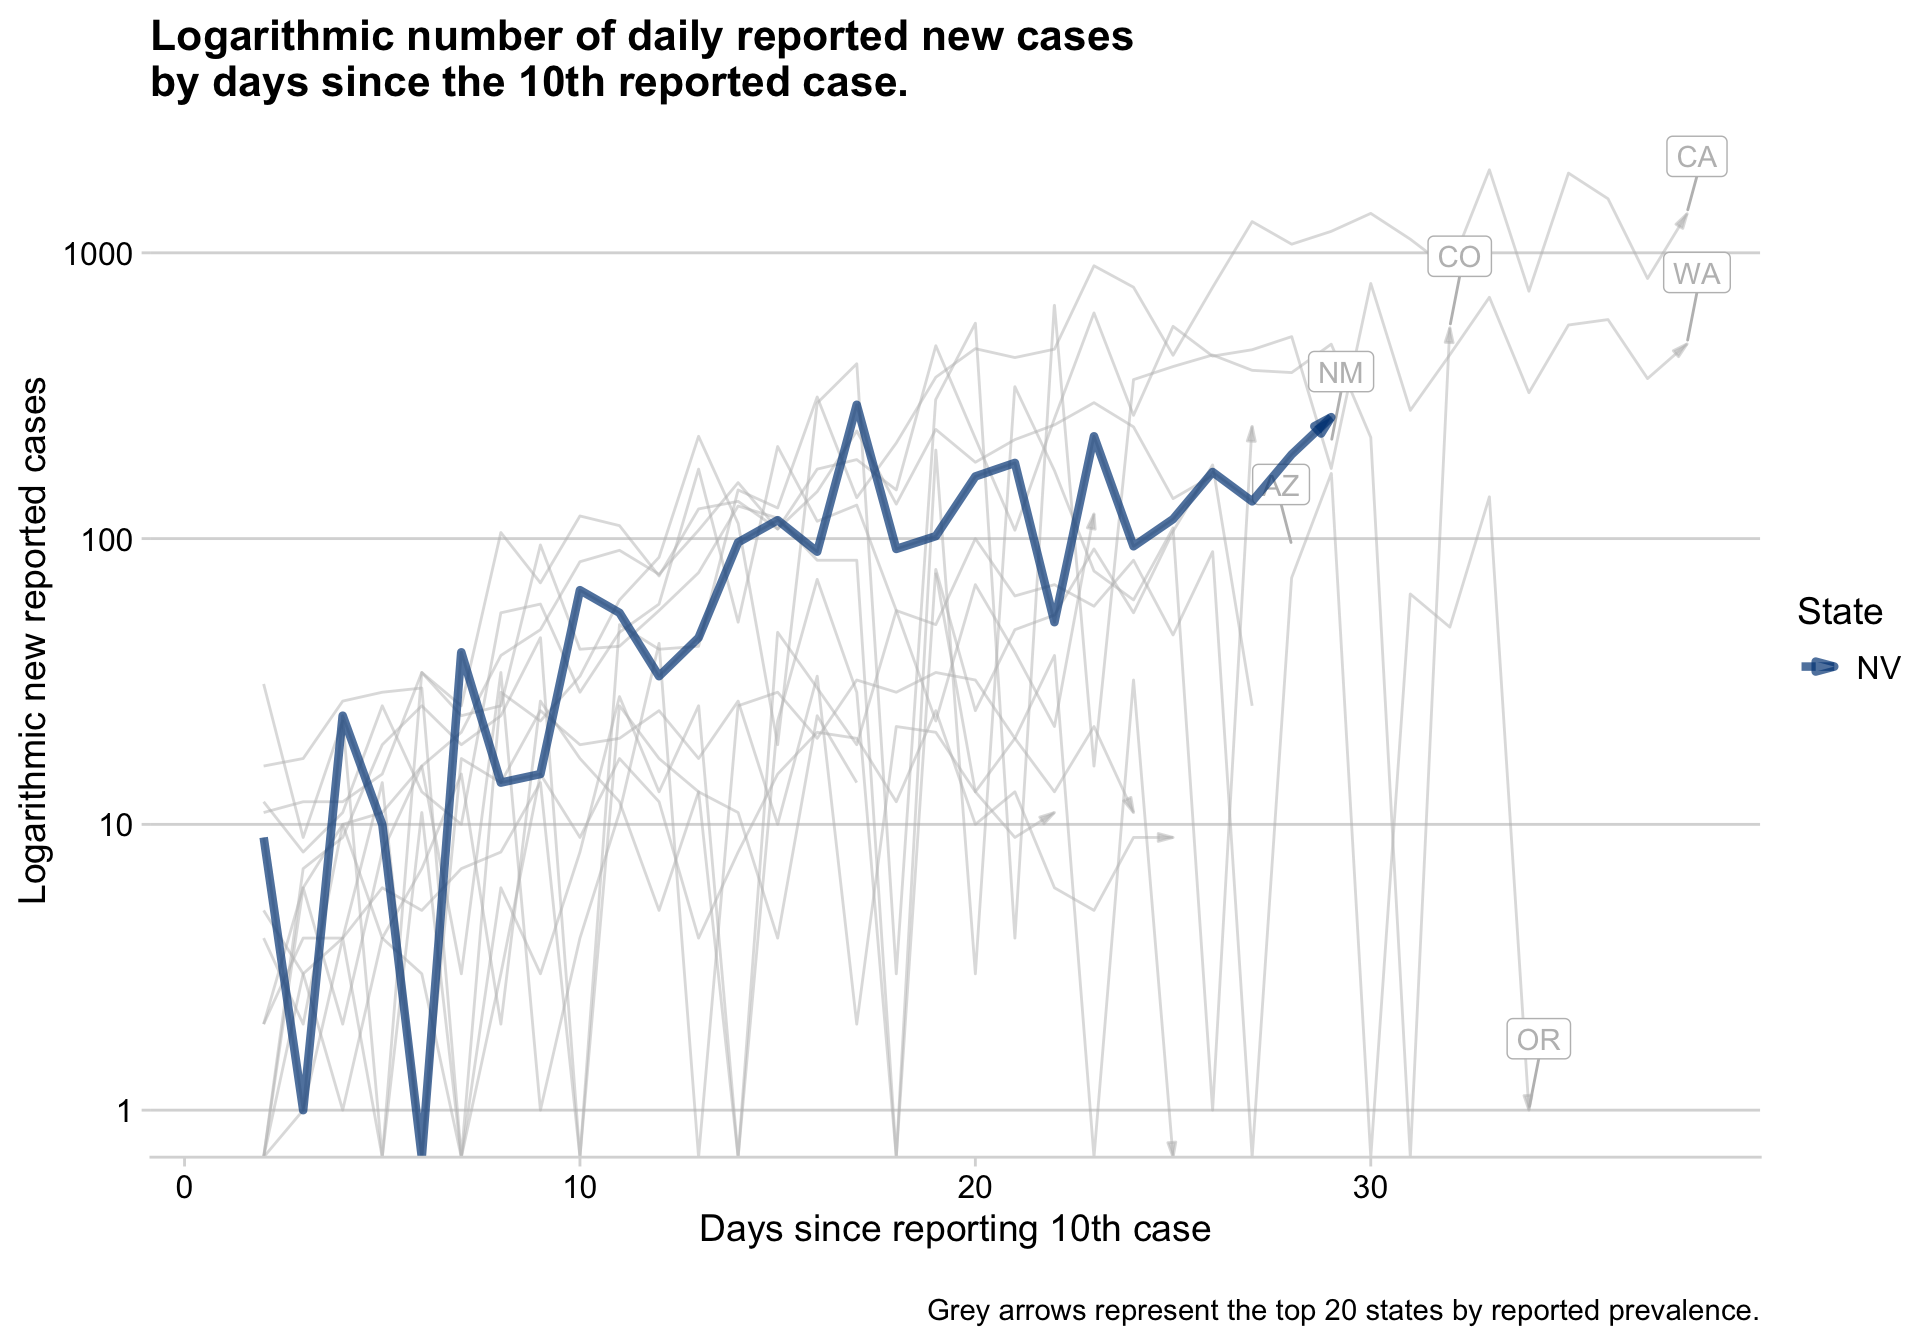 Logarithmic number of daily reported new cases
by days since the 10th reported case.
Logarithmic new reported cases
1000
100
10
1
CA
CO
WA
NM
AZ
OR
State
NV
0
10
20
30
Days since reporting 10th case
Grey arrows represent the top 20 states by reported prevalence.